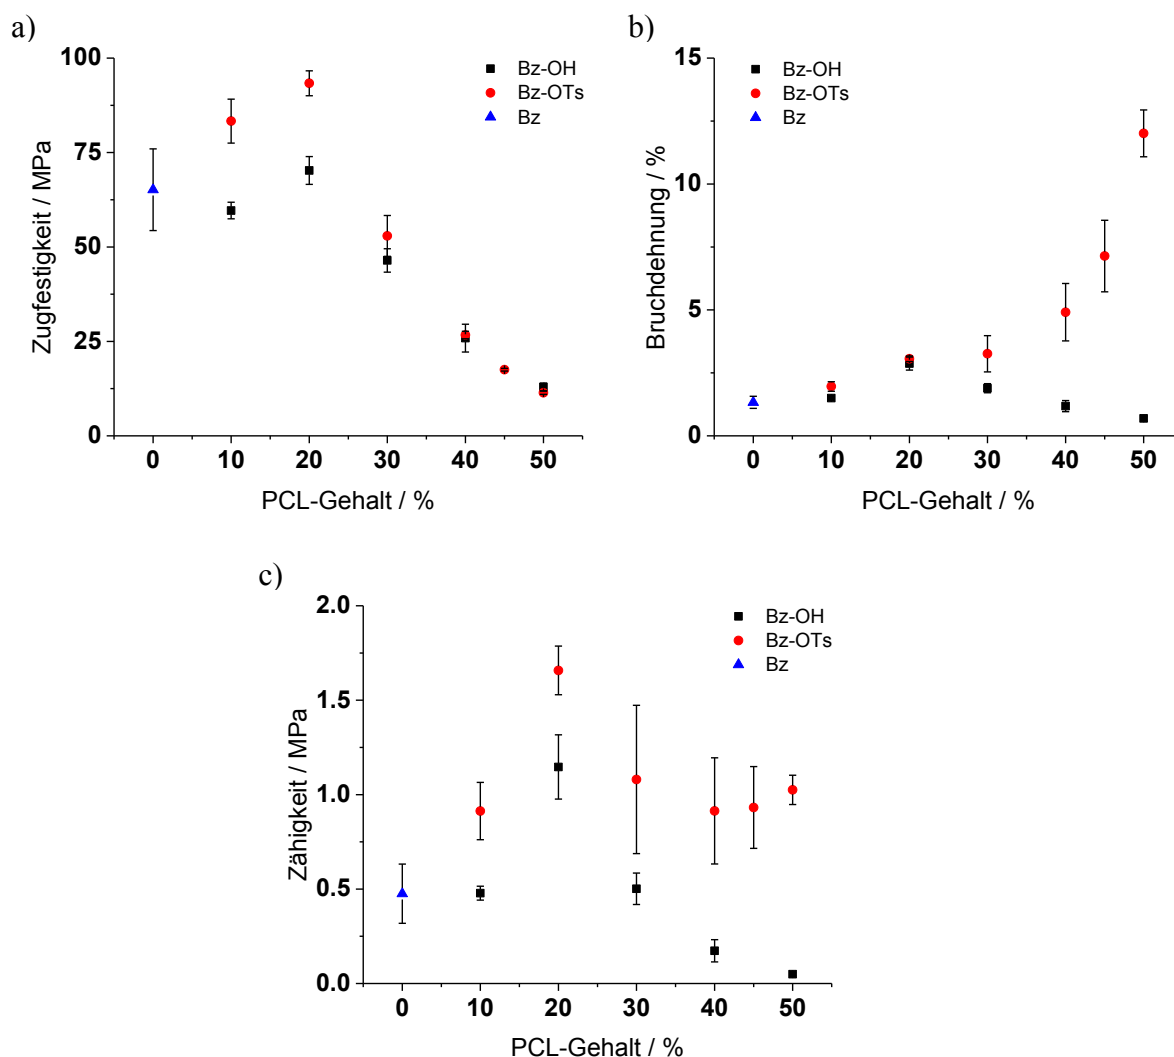 a)
100
75
50
25
0
Zugfestigkeit / MPa
Bz-OH
Bz-OTs
Bz
0 10 20 30 40 50
PCL-Gehalt / %
b)
15
10
5
0
Bruchdehnung / %
Bz-OH
Bz-OTs
Bz
0 10 20 30 40 50
PCL-Gehalt / %
c)
2.0
1.5
1.0
0.5
0.0
Zähigkeit / MPa
Bz-OH
Bz-OTs
Bz
0 10 20 30 40 50
PCL-Gehalt / %